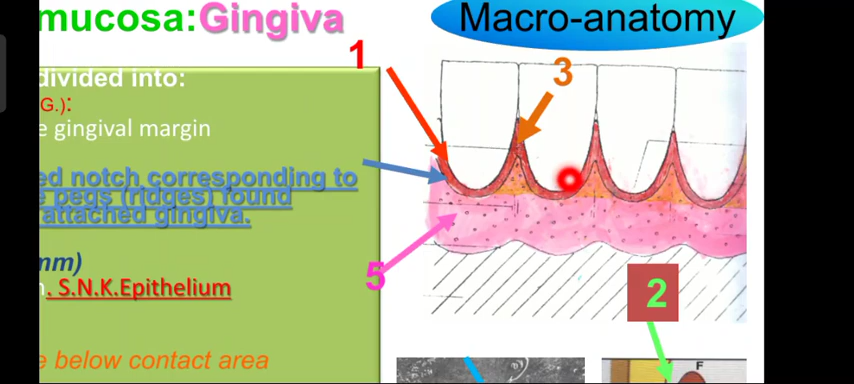 mucosa:Gingiva
Macro-anatomy
divided into:
G.):
e gingival margin
ed notch corresponding to
e pegs (ridges) found
attached gingiva.
mm)
n. S.N.K.Epithelium
e below contact area
1
3
5
2
F